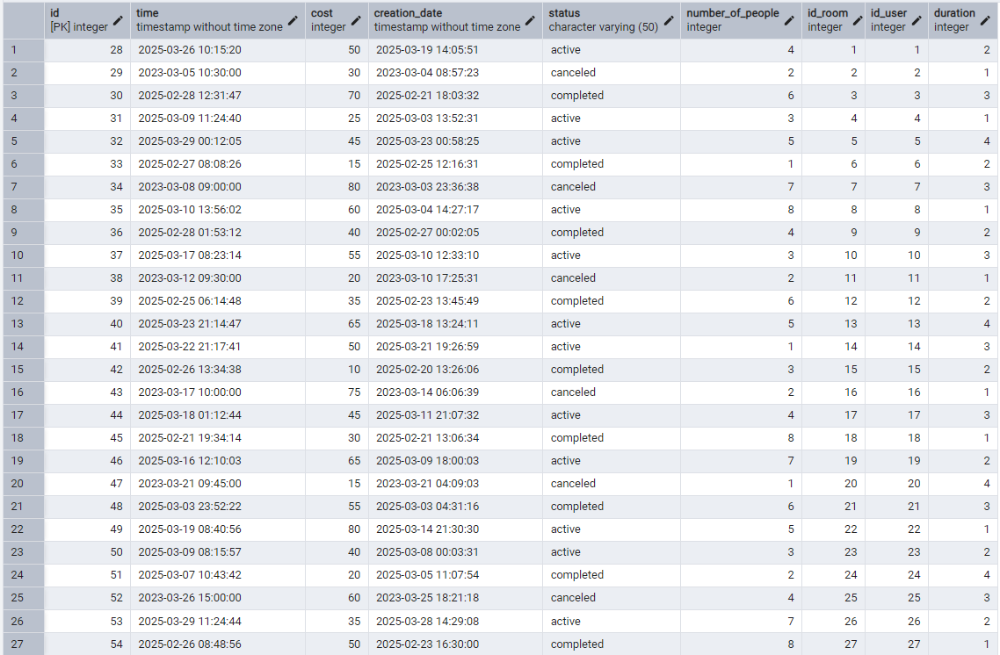 id time cost creation_date status number_of_people id_room id_user duration
[PK] integer timestamp without time zone integer timestamp without time zone character varying (50) integer integer integer integer
1 28 2025-03-26 10:15:20 50 2025-03-19 14:05:51 active 4 1 1 2
2 29 2023-03-05 10:30:00 30 2023-03-04 08:57:23 canceled 2 2 2 1
3 30 2025-02-28 12:31:47 70 2025-02-21 18:03:32 completed 6 3 3 3
4 31 2025-03-09 11:24:40 25 2025-03-03 13:52:31 active 3 4 4 1
5 32 2025-03-29 00:12:05 45 2025-03-23 00:58:25 active 5 5 5 4
6 33 2025-02-27 08:08:26 15 2025-02-25 12:16:31 completed 1 6 6 2
7 34 2023-03-08 09:00:00 80 2023-03-03 23:36:38 canceled 7 7 7 3
8 35 2025-03-10 13:56:02 60 2025-03-04 14:27:17 active 8 8 8 1
9 36 2025-02-28 01:53:12 40 2025-02-27 00:02:05 completed 4 9 9 2
10 37 2025-03-17 08:23:14 55 2025-03-10 12:33:10 active 3 10 10 3
11 38 2023-03-12 09:30:00 20 2023-03-10 17:25:31 canceled 2 11 11 1
12 39 2025-02-25 06:14:48 35 2025-02-23 13:45:49 completed 6 12 12 2
13 40 2025-03-23 21:14:47 65 2025-03-18 13:24:11 active 5 13 13 4
14 41 2025-03-22 21:17:41 50 2025-03-21 19:26:59 active 1 14 14 3
15 42 2025-02-26 13:34:38 10 2025-02-20 13:26:06 completed 3 15 15 2
16 43 2023-03-17 10:00:00 75 2023-03-14 06:06:39 canceled 2 16 16 1
17 44 2025-03-18 01:12:44 45 2025-03-11 21:07:32 active 4 17 17 3
18 45 2025-02-21 19:34:14 30 2025-02-21 13:06:34 completed 8 18 18 1
19 46 2025-03-16 12:10:03 65 2025-03-09 18:00:03 active 7 19 19 2
20 47 2023-03-21 09:45:00 15 2023-03-21 04:09:03 canceled 1 20 20 4
21 48 2025-03-03 23:52:22 55 2025-03-03 04:31:16 completed 6 21 21 3
22 49 2025-03-19 08:40:56 80 2025-03-14 21:30:30 active 5 22 22 1
23 50 2025-03-09 08:15:57 40 2025-03-08 00:03:31 active 3 23 23 2
24 51 2025-03-07 10:43:42 20 2025-03-05 11:07:54 completed 2 24 24 4
25 52 2023-03-26 15:00:00 60 2023-03-25 18:21:18 canceled 4 25 25 3
26 53 2025-03-29 11:24:44 35 2025-03-28 14:29:08 active 7 26 26 2
27 54 2025-02-26 08:48:56 50 2025-02-23 16:30:00 completed 8 27 27 1